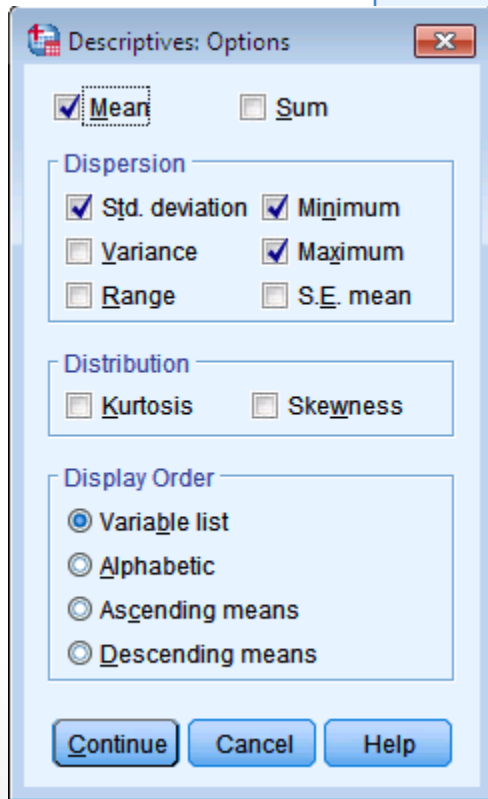 Descriptives: Options
Mean Sum
Dispersion
Std. deviation Minimum
Variance Maximum
Range S.E. mean
Distribution
Kurtosis Skewness
Display Order
Variable list
Alphabetic
Ascending means
Descending means
Continue Cancel Help